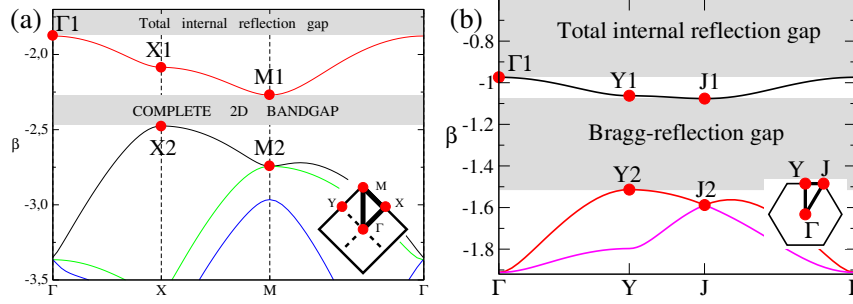 (a)
Total internal reflection gap
Γ1
-2.0
X1
M1
COMPLETE 2D BANDGAP
-2.5
β
X2
M2
M
Y
X
Γ
-3.0
-3.5
Γ
X
M
Γ
(b)
-0.8
Total internal reflection gap
Γ1
-1
Y1
J1
-1.2
β
Bragg-reflection gap
-1.4
Y2
J2
Y
J
-1.6
Γ
-1.8
Γ
Y
J